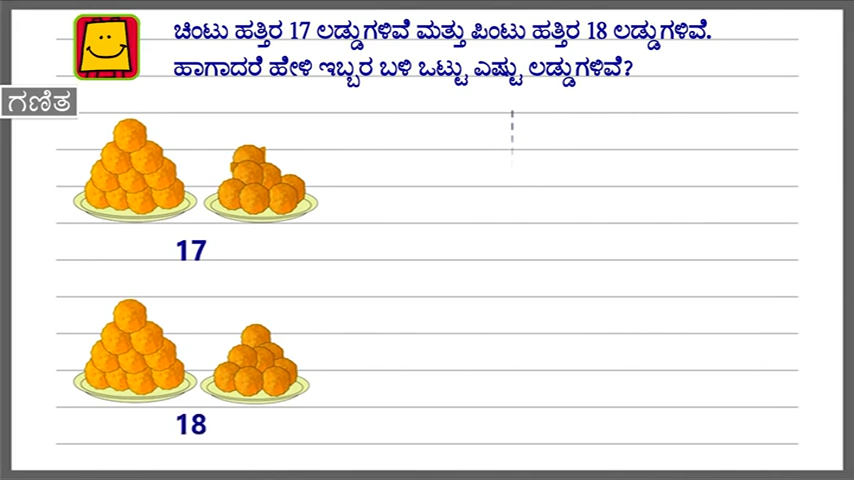 ಚಿಂಟು ಹತ್ತಿರ 17 ಲಡ್ಡುಗಳಿವೆ ಮತ್ತು ಪಿಂಟು ಹತ್ತಿರ 18 ಲಡ್ಡುಗಳಿವೆ.
ಹಾಗಾದರೆ ಹೇಳಿ ಇಬ್ಬರ ಬಳಿ ಒಟ್ಟು ಎಷ್ಟು ಲಡ್ಡುಗಳಿವೆ?
ಗಣಿತ
17
18